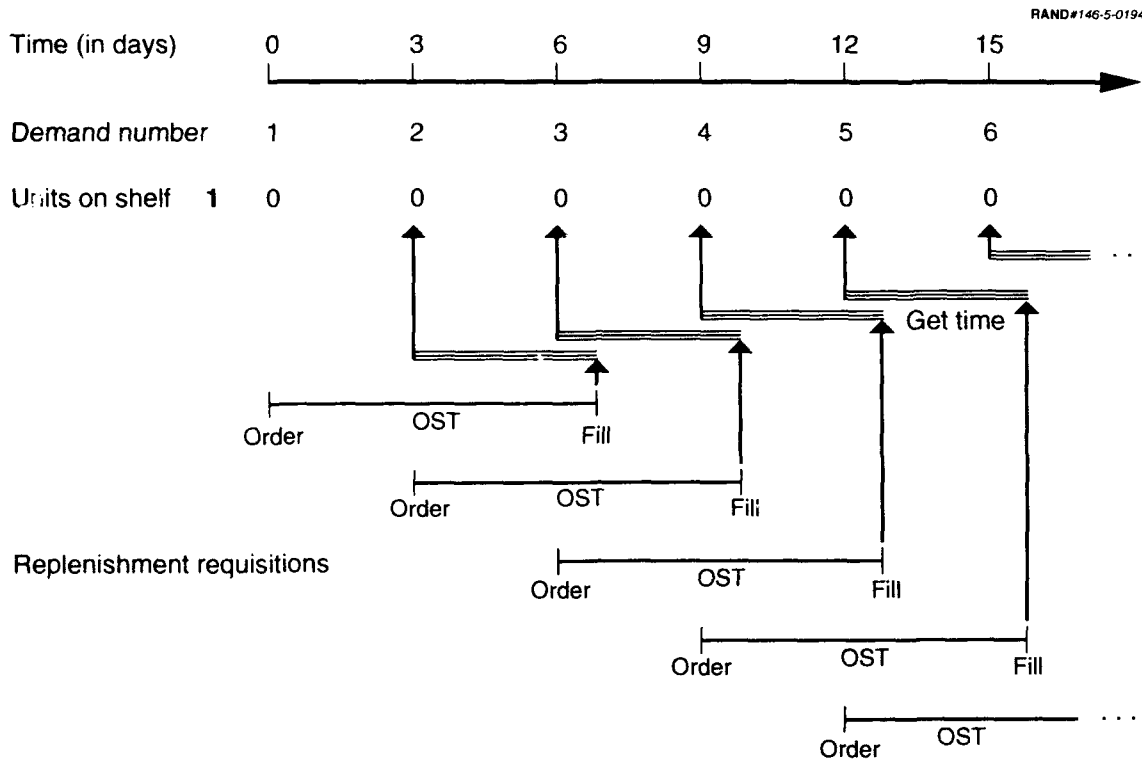 RAND#146-5-0194
Time (in days) 0 3 6 9 12 15
Demand number 1 2 3 4 5 6
Units on shelf 1 0 0 0 0 0 0
. .
Get time
OST
Order Fill
OST
Order Fill
Replenishment requisitions
OST
Order Fill
OST
Order Fill
. . .
OST
Order